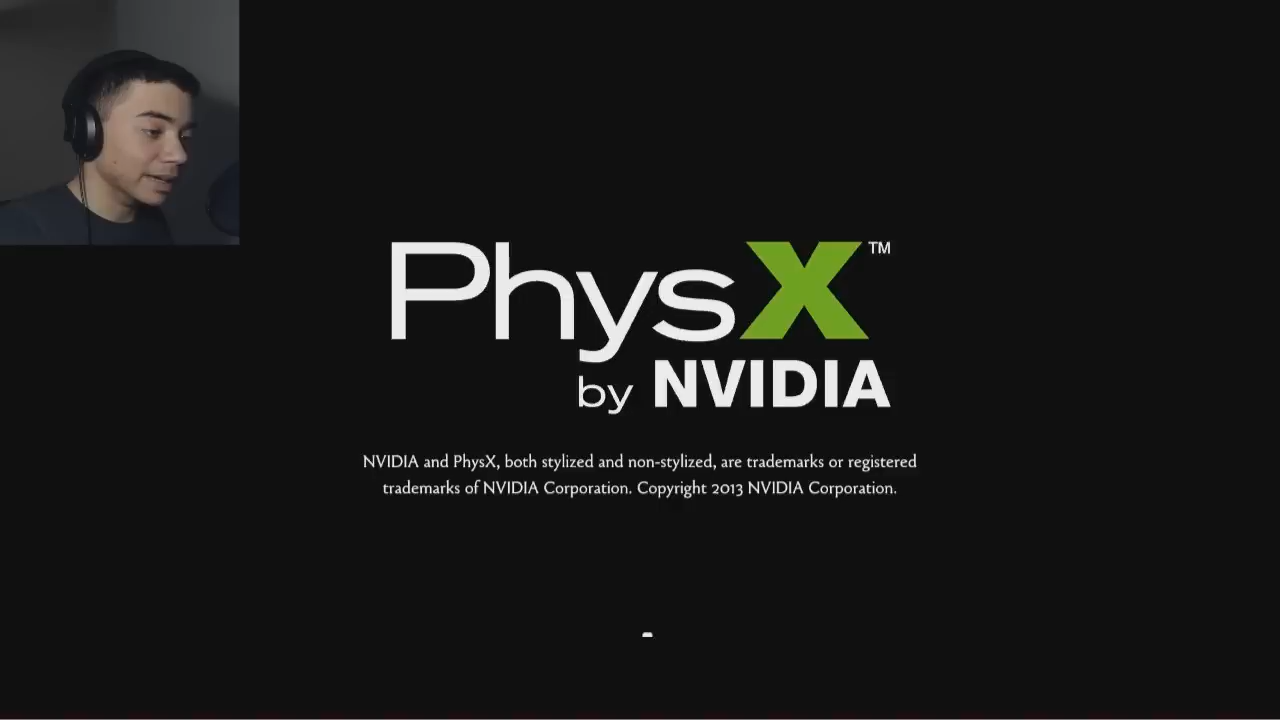 PhysX™
by NVIDIA
NVIDIA and PhysX, both stylized and non-stylized, are trademarks or registered
trademarks of NVIDIA Corporation. Copyright 2013 NVIDIA Corporation.